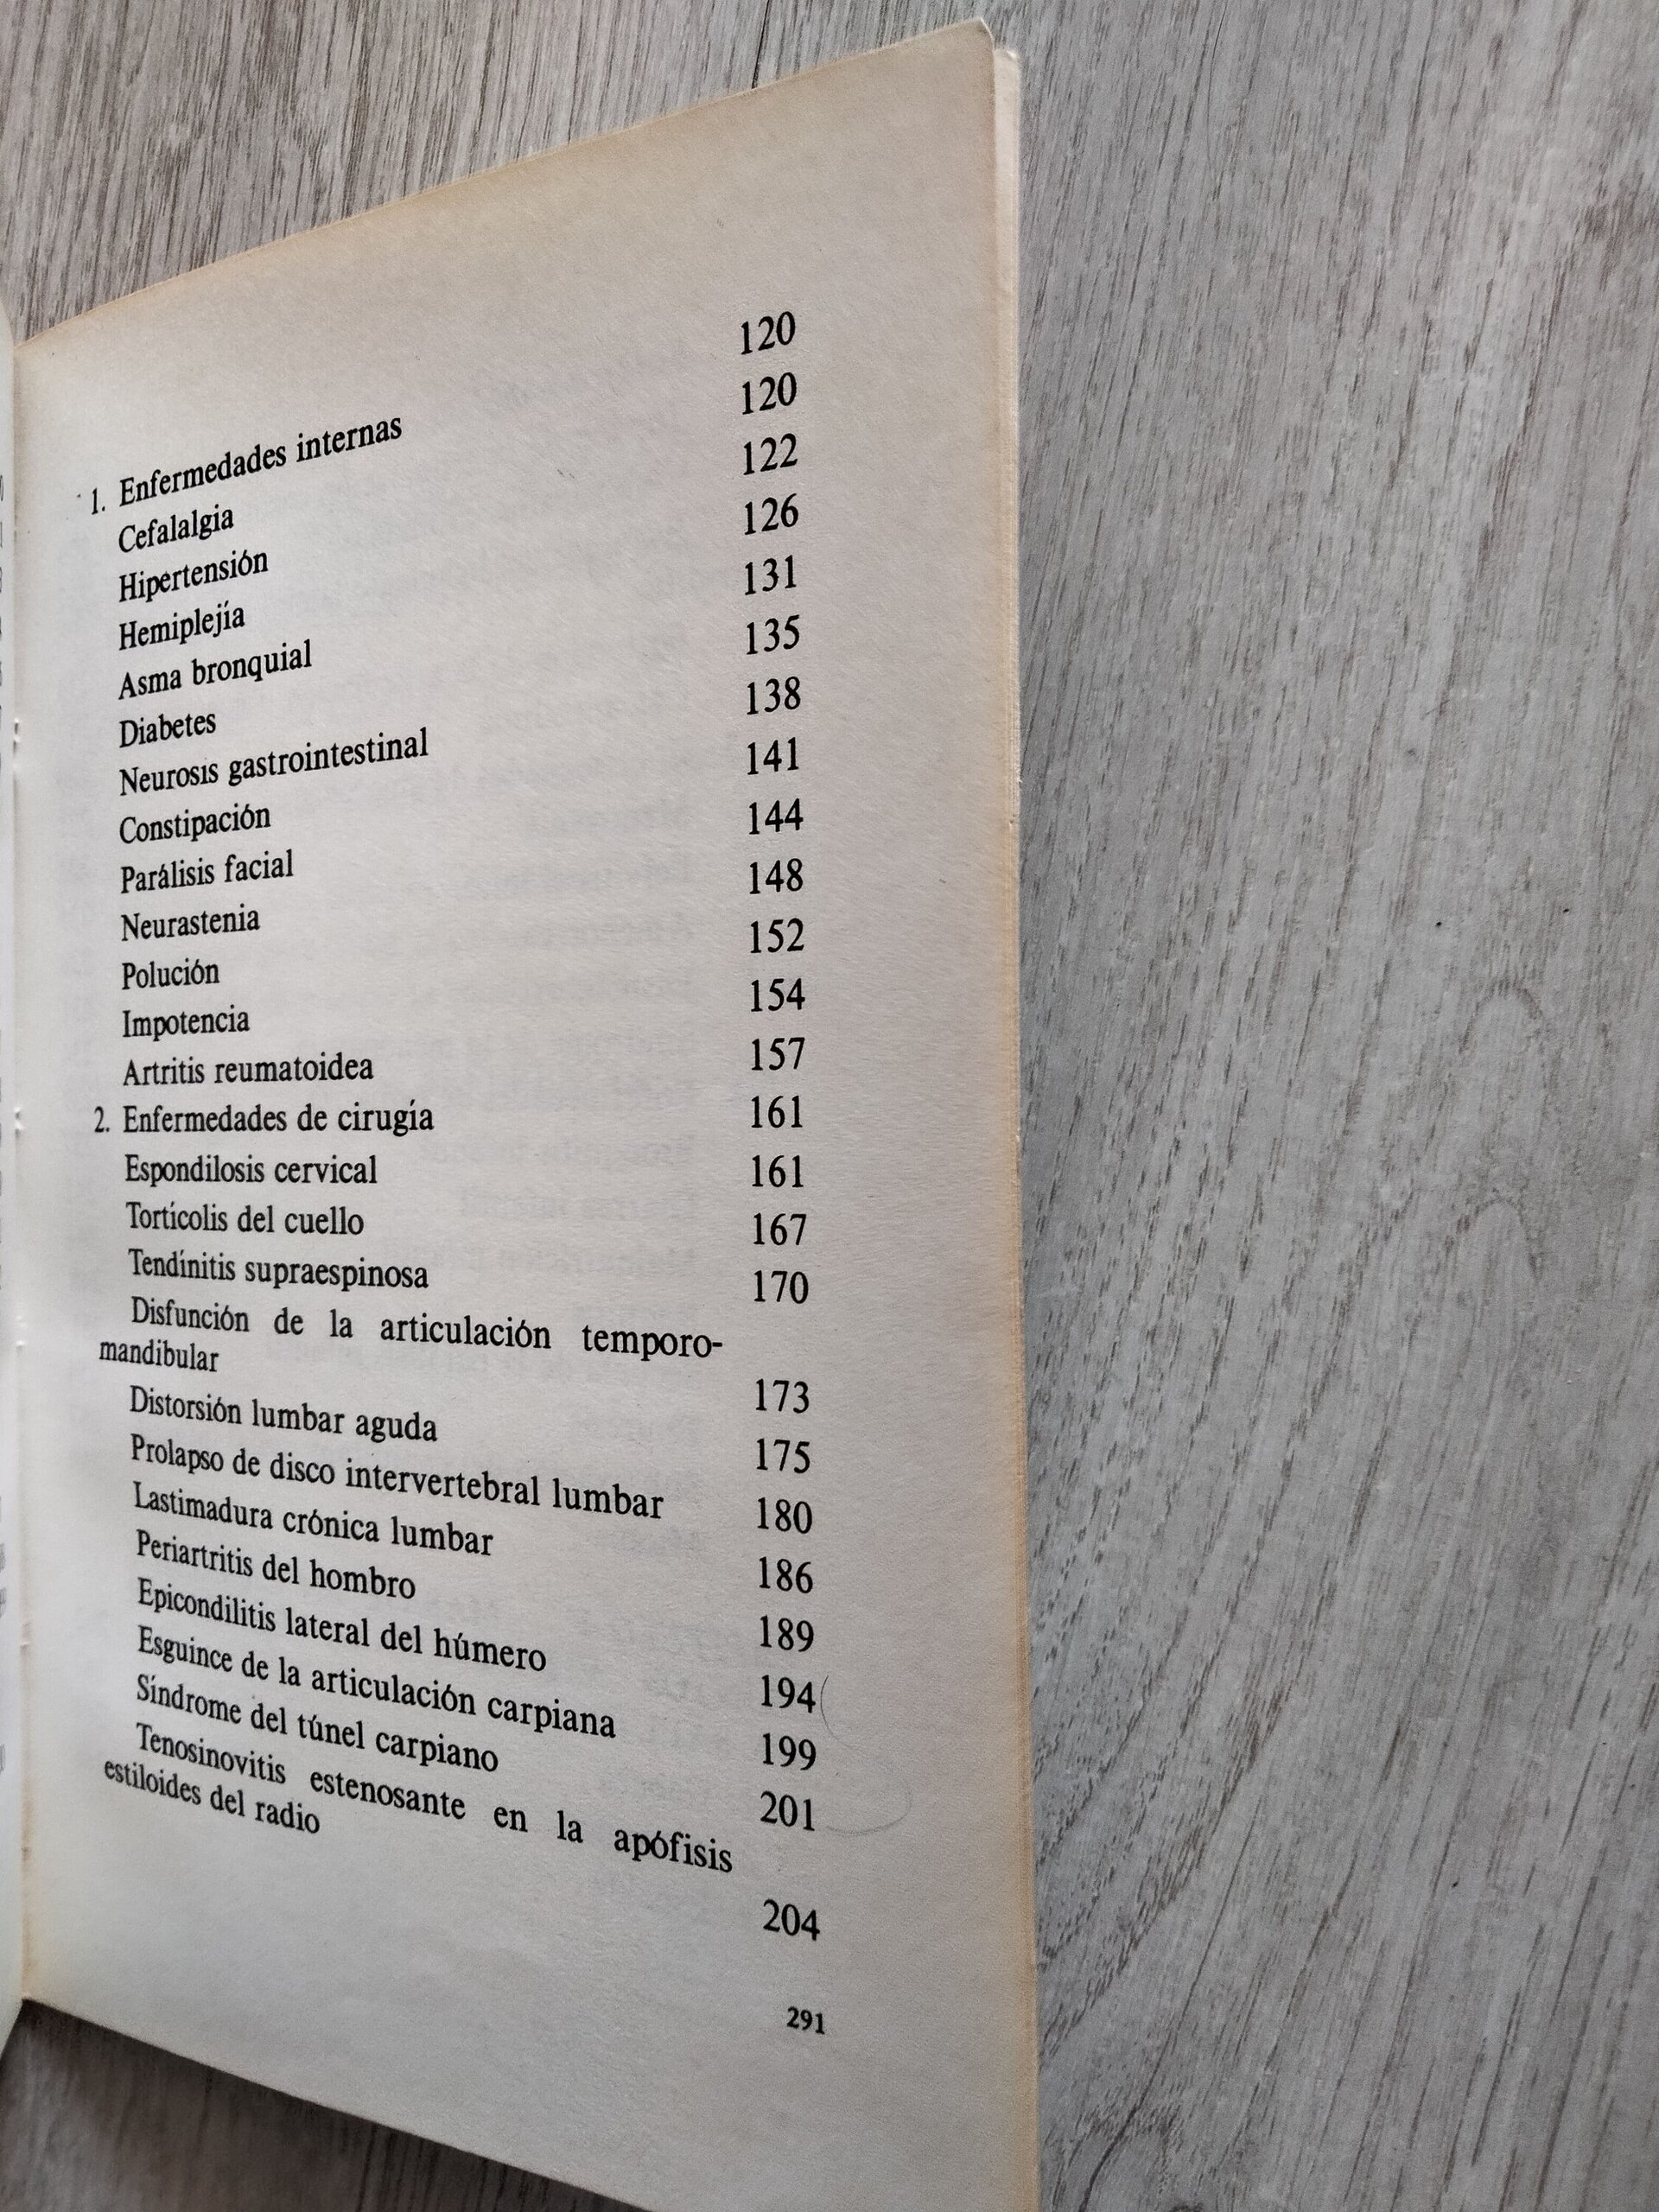 1. Enfermedades internas 120
Cefalalgia 120
Hipertensión 122
Hemiplejía 126
Asma bronquial 131
Diabetes 135
Neurosis gastrointestinal 138
Constipación 141
Parálisis facial 144
Neurastenia 148
Polución 152
Impotencia 154
Artritis reumatoidea 157
2. Enfermedades de cirugía 161
Espondilosis cervical 161
Tortícolis del cuello 167
Tendínitis supraespinosa 170
Disfunción de la articulación temporo-
mandibular 173
Distorsión lumbar aguda 175
Prolapso de disco intervertebral lumbar 180
Lastimadura crónica lumbar 186
Periartritis del hombro 189
Epicondilitis lateral del húmero 194
Esguince de la articulación carpiana 199
Síndrome del túnel carpiano 201
Tenosinovitis estenosante en la apófisis
estiloides del radio 204
291